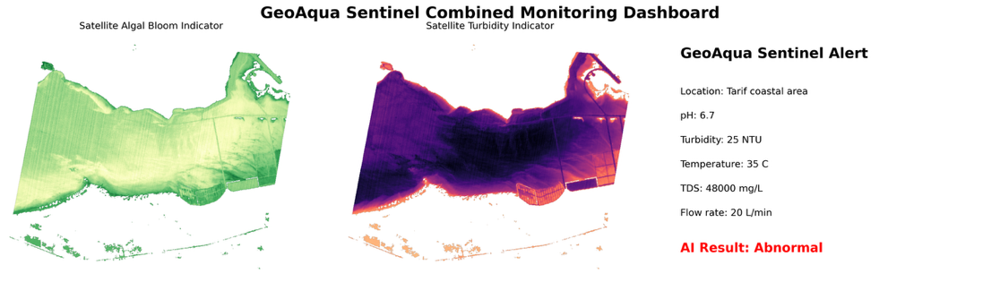 GeoAqua Sentinel Combined Monitoring Dashboard
Satellite Algal Bloom Indicator
Satellite Turbidity Indicator
GeoAqua Sentinel Alert
Location: Tarif coastal area
pH: 6.7
Turbidity: 25 NTU
Temperature: 35 C
TDS: 48000 mg/L
Flow rate: 20 L/min
AI Result: Abnormal